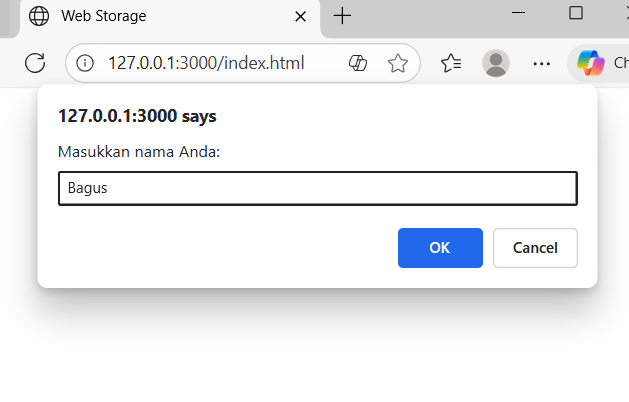 Web Storage
127.0.0.1:3000/index.html
127.0.0.1:3000 says
Masukkan nama Anda:
Bagus
OK Cancel